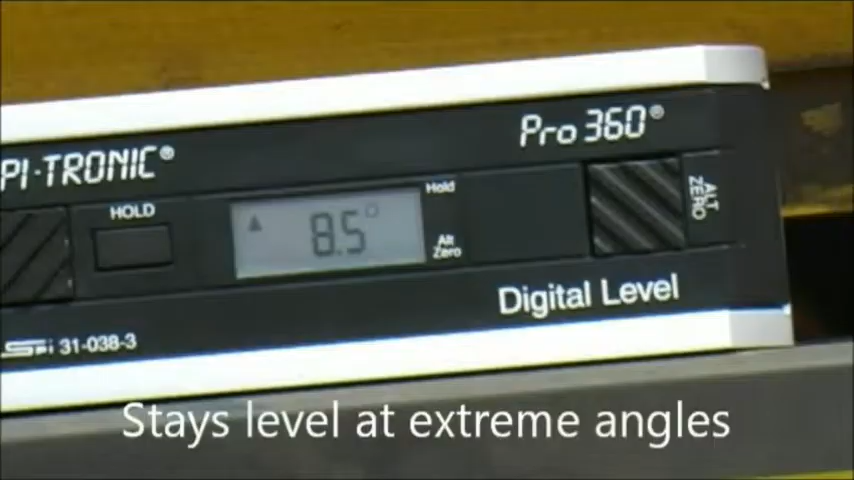 PI-TRONIC®
Pro 360®
HOLD
8.5°
Hold
Alt
Zero
ALT
ZERO
Digital Level
SPi 31-038-3
Stays level at extreme angles